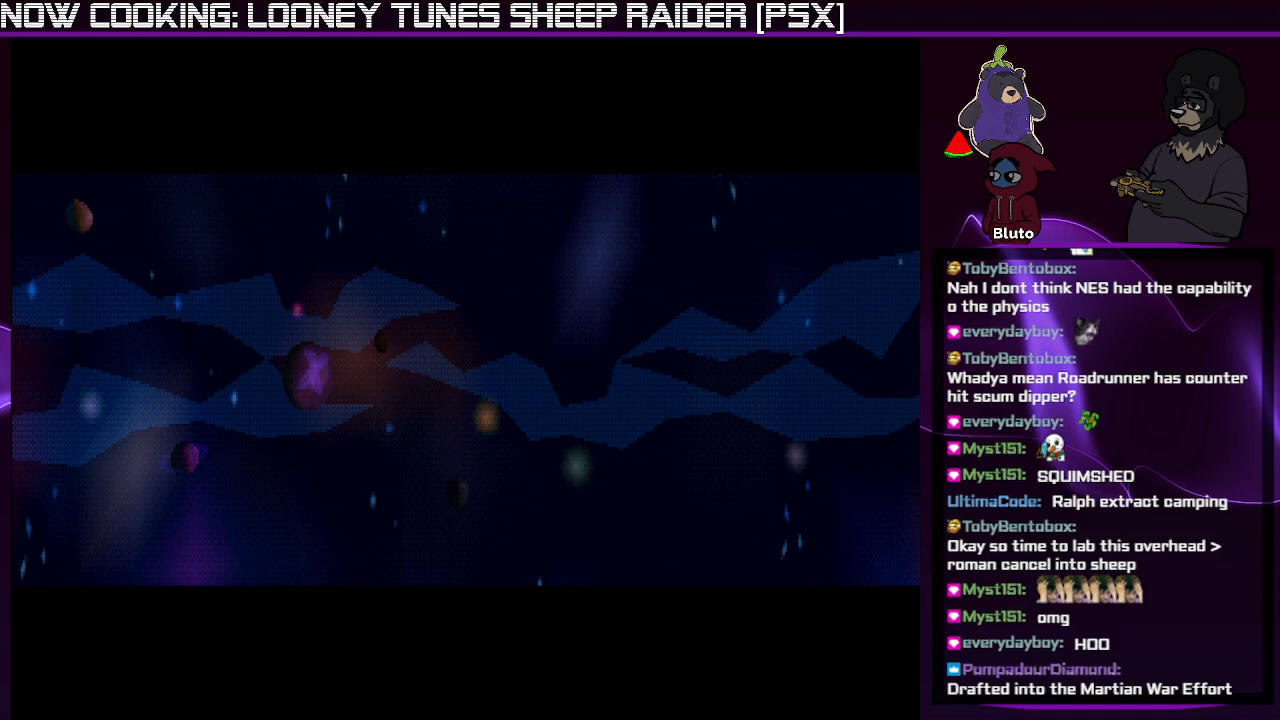 NOW COOKING: LOONEY TUNES SHEEP RAIDER [PSX]
Bluto
TobyBentobox:
Nah I dont think NES had the capability
o the physics
everydayboy:
TobyBentobox:
Whadya mean Roadrunner has counter
hit scum dipper?
everydayboy:
Myst151:
Myst151: SQUIMSHED
UltimaCode: Ralph extract camping
TobyBentobox:
Okay so time to lab this overhead >
roman cancel into sheep
Myst151:
Myst151: omg
everydayboy: HOO
PompadourDiamond:
Drafted into the Martian War Effort